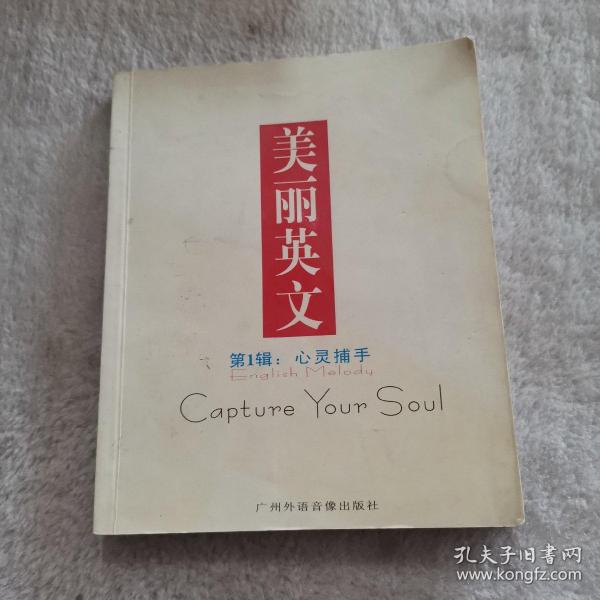 美丽英文
第1辑：心灵捕手
English Melody
Capture Your Soul
广州外语音像出版社
孔夫子旧书网
www.kongfz.com